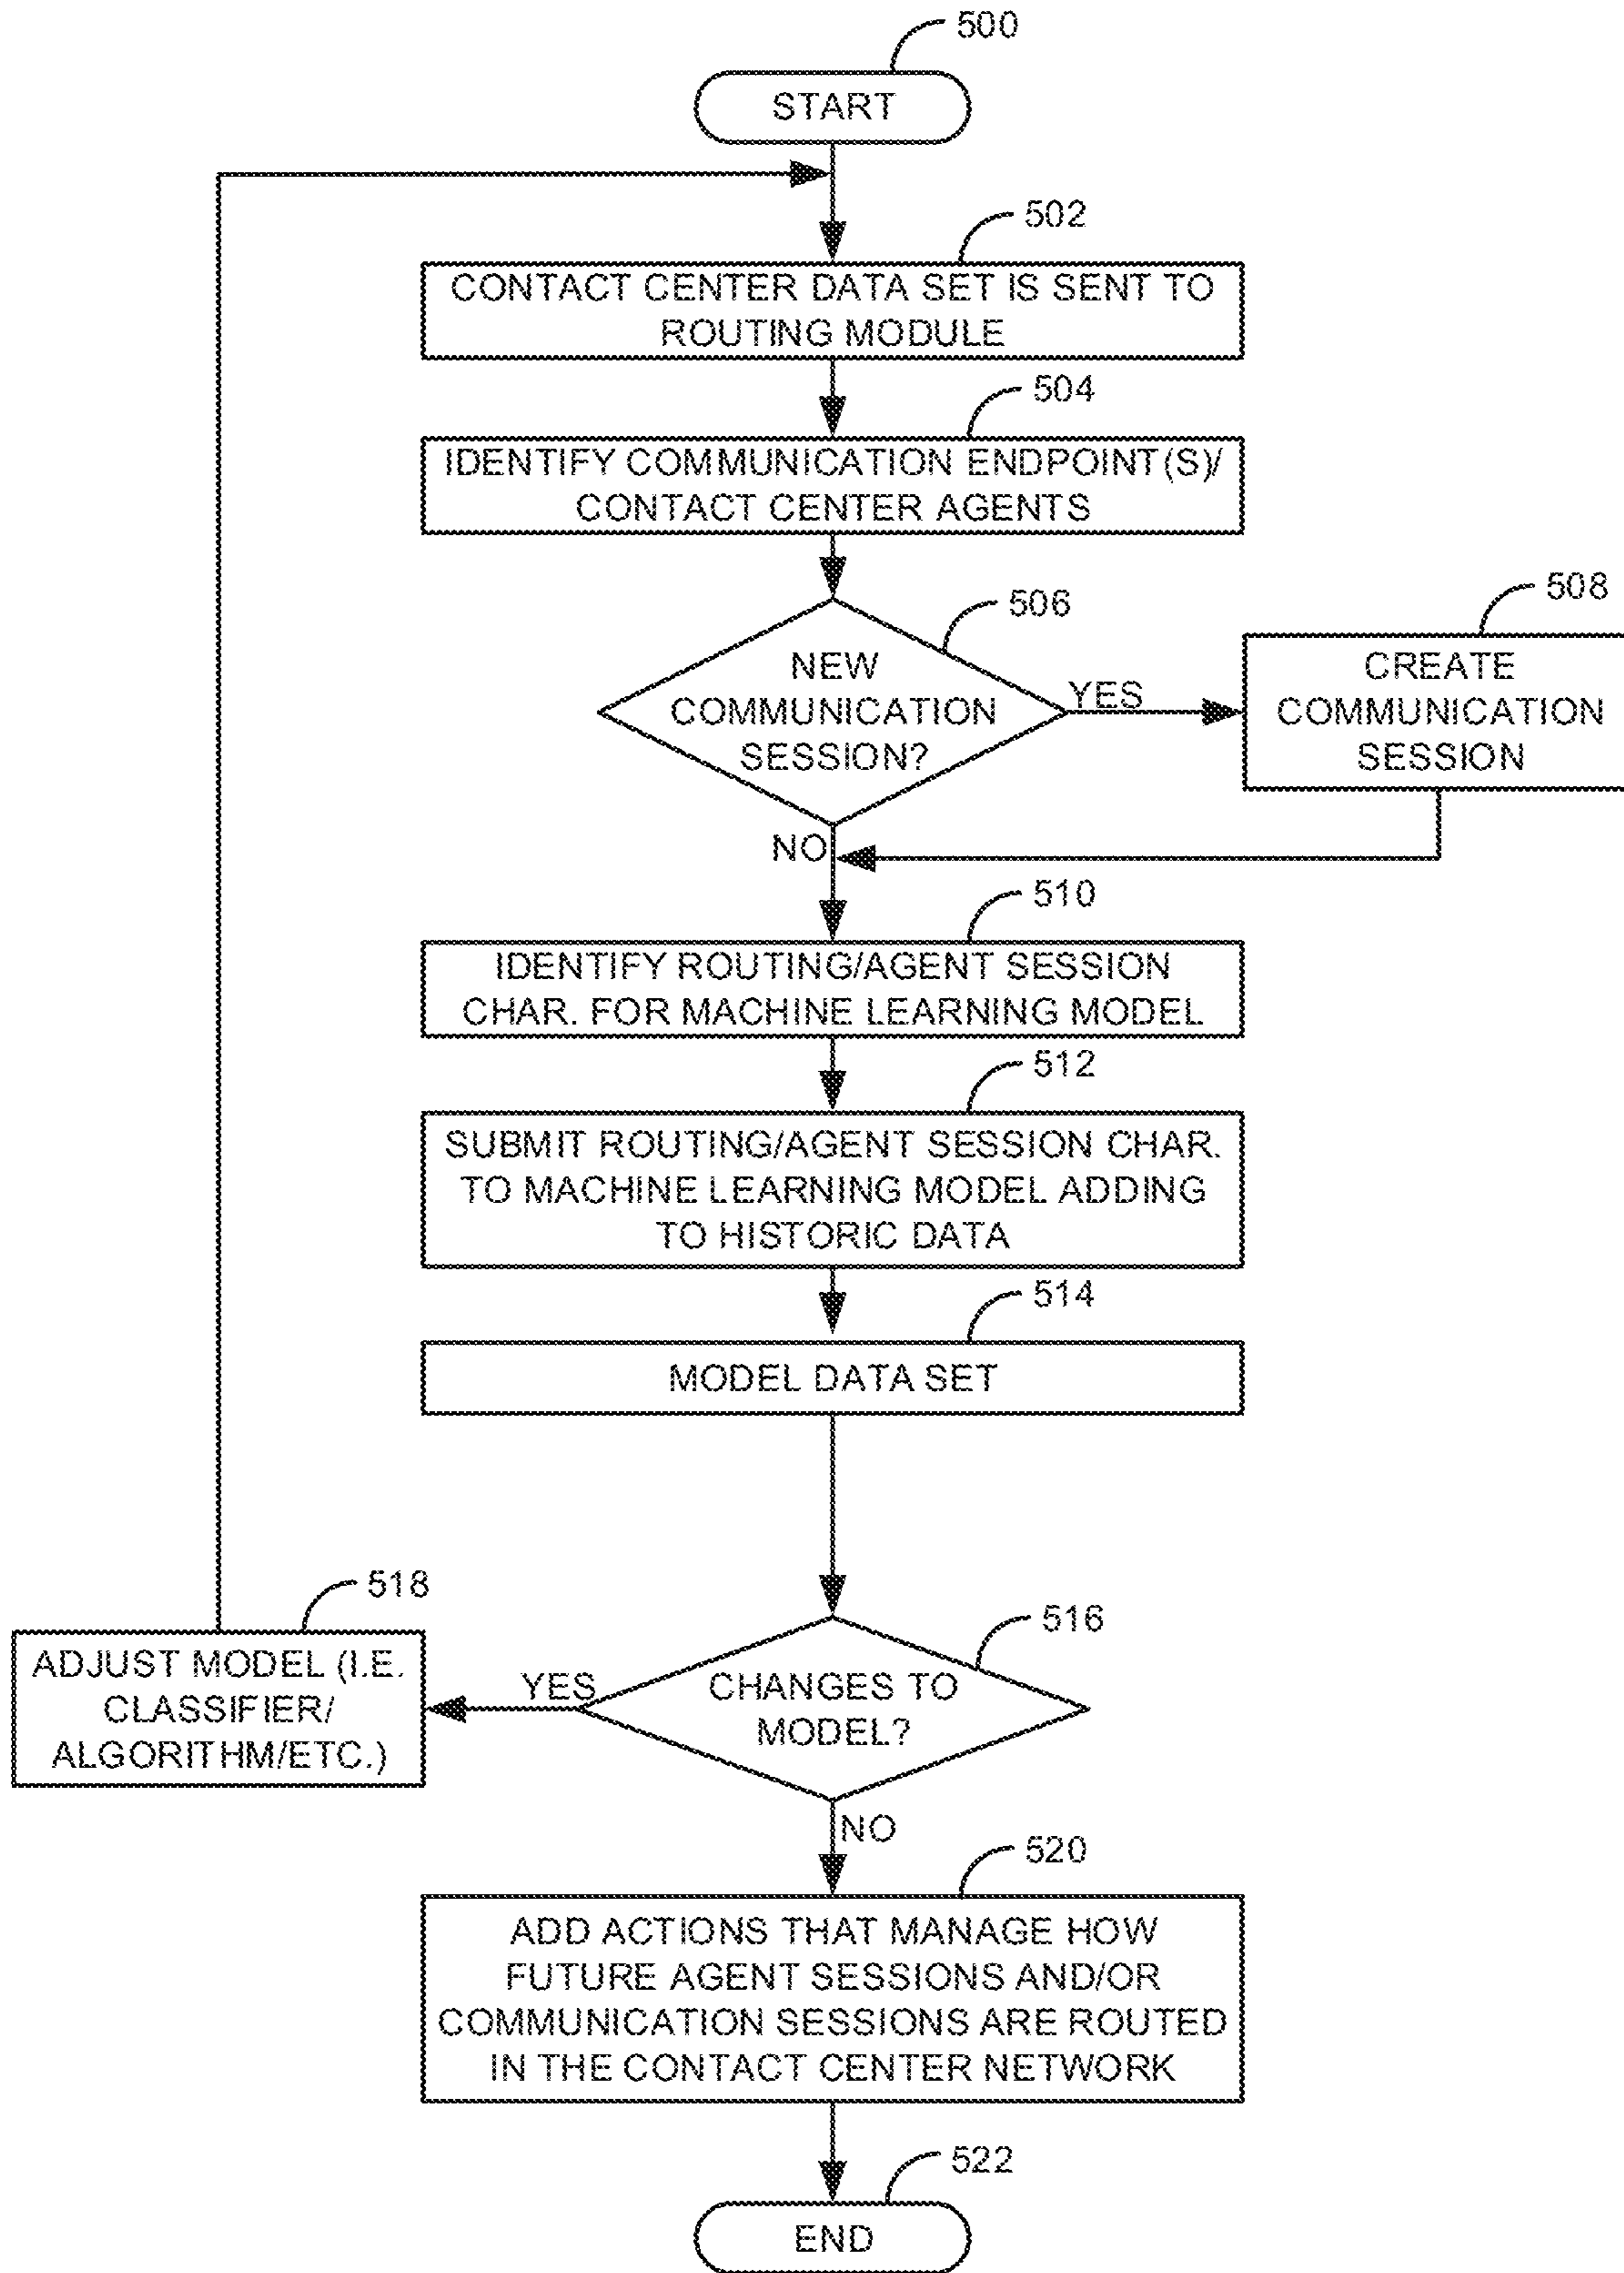 500
START
502
CONTACT CENTER DATA SET IS SENT TO
ROUTING MODULE
504
IDENTIFY COMMUNICATION ENDPOINT(S)/
CONTACT CENTER AGENTS
506
NEW
COMMUNICATION
SESSION?
YES
508
CREATE
COMMUNICATION
SESSION
NO
510
IDENTIFY ROUTING/AGENT SESSION
CHAR. FOR MACHINE LEARNING MODEL
512
SUBMIT ROUTING/AGENT SESSION CHAR.
TO MACHINE LEARNING MODEL ADDING
TO HISTORIC DATA
514
MODEL DATA SET
516
CHANGES TO
MODEL?
YES
518
ADJUST MODEL (I.E.
CLASSIFIER/
ALGORITHM/ETC.)
NO
520
ADD ACTIONS THAT MANAGE HOW
FUTURE AGENT SESSIONS AND/OR
COMMUNICATION SESSIONS ARE ROUTED
IN THE CONTACT CENTER NETWORK
522
END